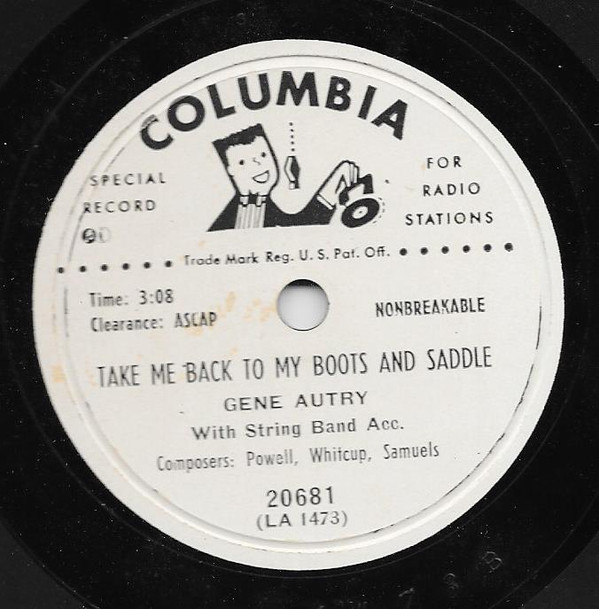 COLUMBIA
SPECIAL
RECORD
FOR
RADIO
STATIONS
Trade Mark Reg. U. S. Pat. Off.
Time: 3:08
Clearance: ASCAP
NONBREAKABLE
TAKE ME BACK TO MY BOOTS AND SADDLE
GENE AUTRY
With String Band Acc.
Composers: Powell, Whitcup, Samuels
20681
(LA 1473)